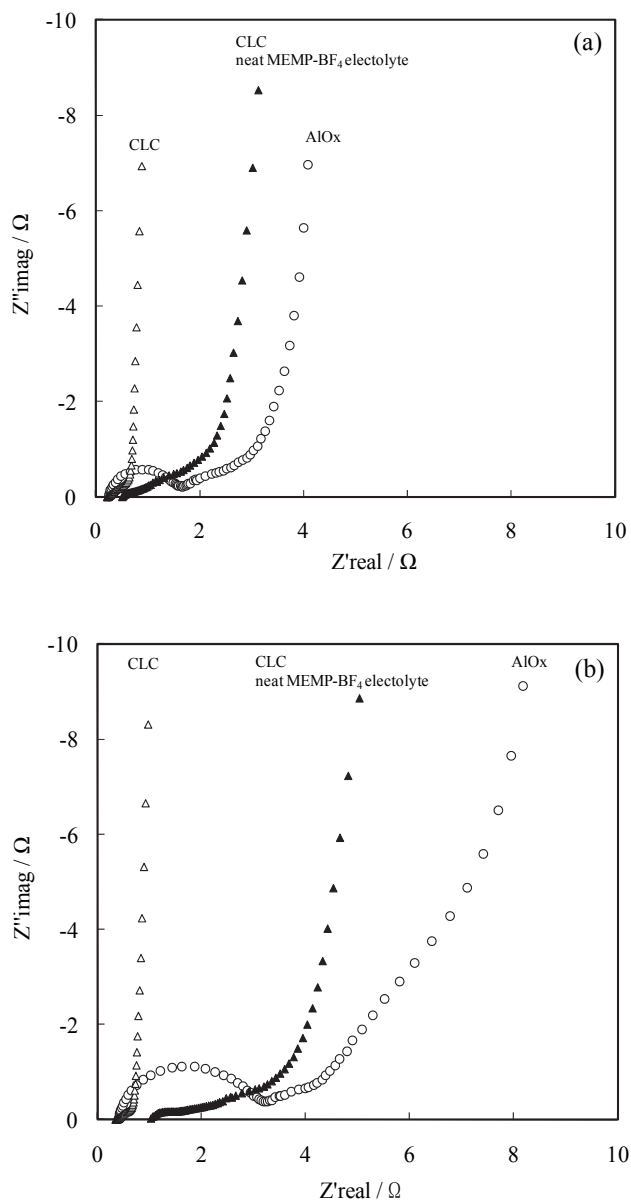 -10
CLC
neat MEMP-BF₄ electolyte
(a)
-8
CLC
AlOx
-6
Z"imag / Ω
-4
-2
0
0 2 4 6 8 10
Z'real / Ω
-10
CLC
CLC
neat MEMP-BF₄ electolyte
AlOx
(b)
-8
-6
Z"imag / Ω
-4
-2
0
0 2 4 6 8 10
Z'real / Ω